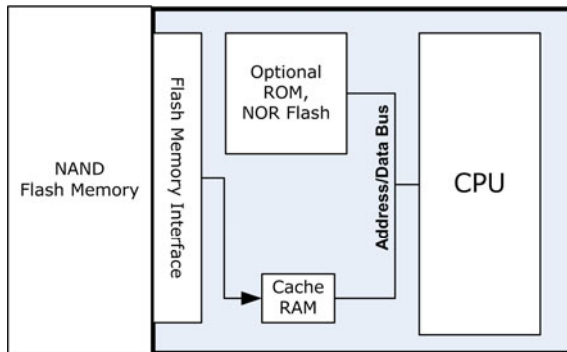 NAND
Flash Memory
Flash Memory Interface
Optional
ROM,
NOR Flash
Cache
RAM
Address/Data Bus
CPU